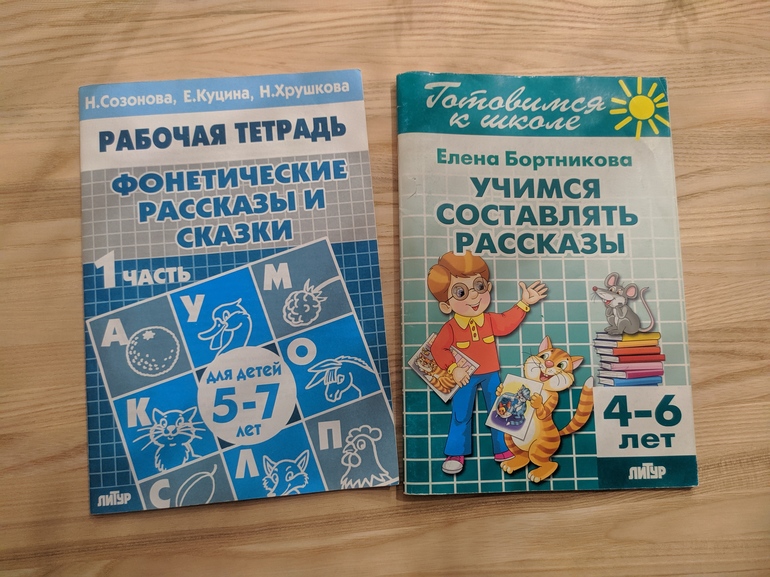 Н.Созонова, Е.Куцина, Н.Хрушкова
РАБОЧАЯ ТЕТРАДЬ
ФОНЕТИЧЕСКИЕ
РАССКАЗЫ И
СКАЗКИ
1 ЧАСТЬ
А У М
для детей
5-7
лет
О
К
С Л П
ЛИТУР
Готовимся
к школе
Елена Бортникова
УЧИМСЯ
СОСТАВЛЯТЬ
РАССКАЗЫ
4-6
лет
ЛИТУР